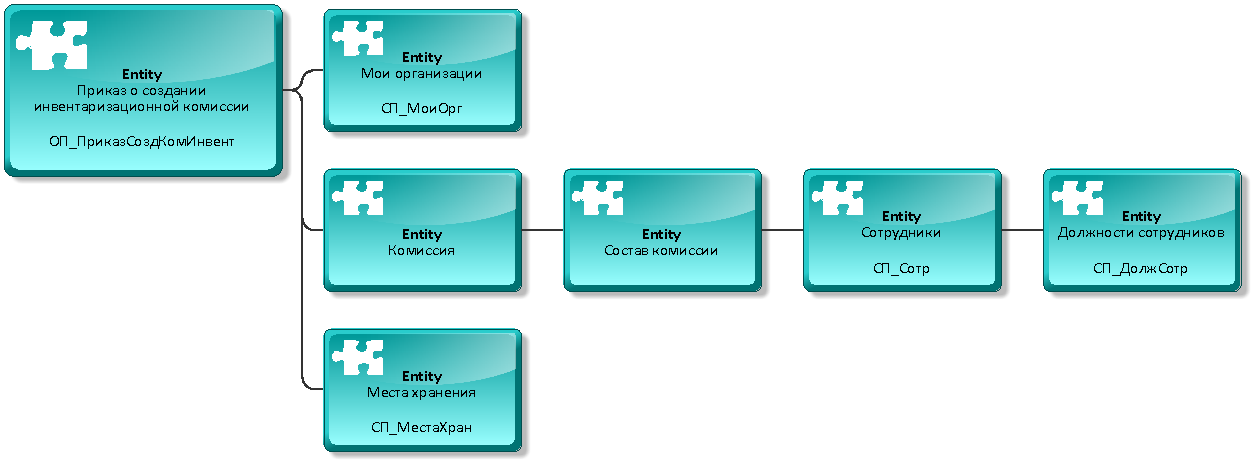 Entity
Приказ о создании
инвентаризационной комиссии
ОП_ПриказСоздКомИнвент
Entity
Мои организации
СП_МоиОрг
Entity
Комиссия
Entity
Состав комиссии
Entity
Сотрудники
СП_Сотр
Entity
Должности сотрудников
СП_ДолжСотр
Entity
Места хранения
СП_МестаХран